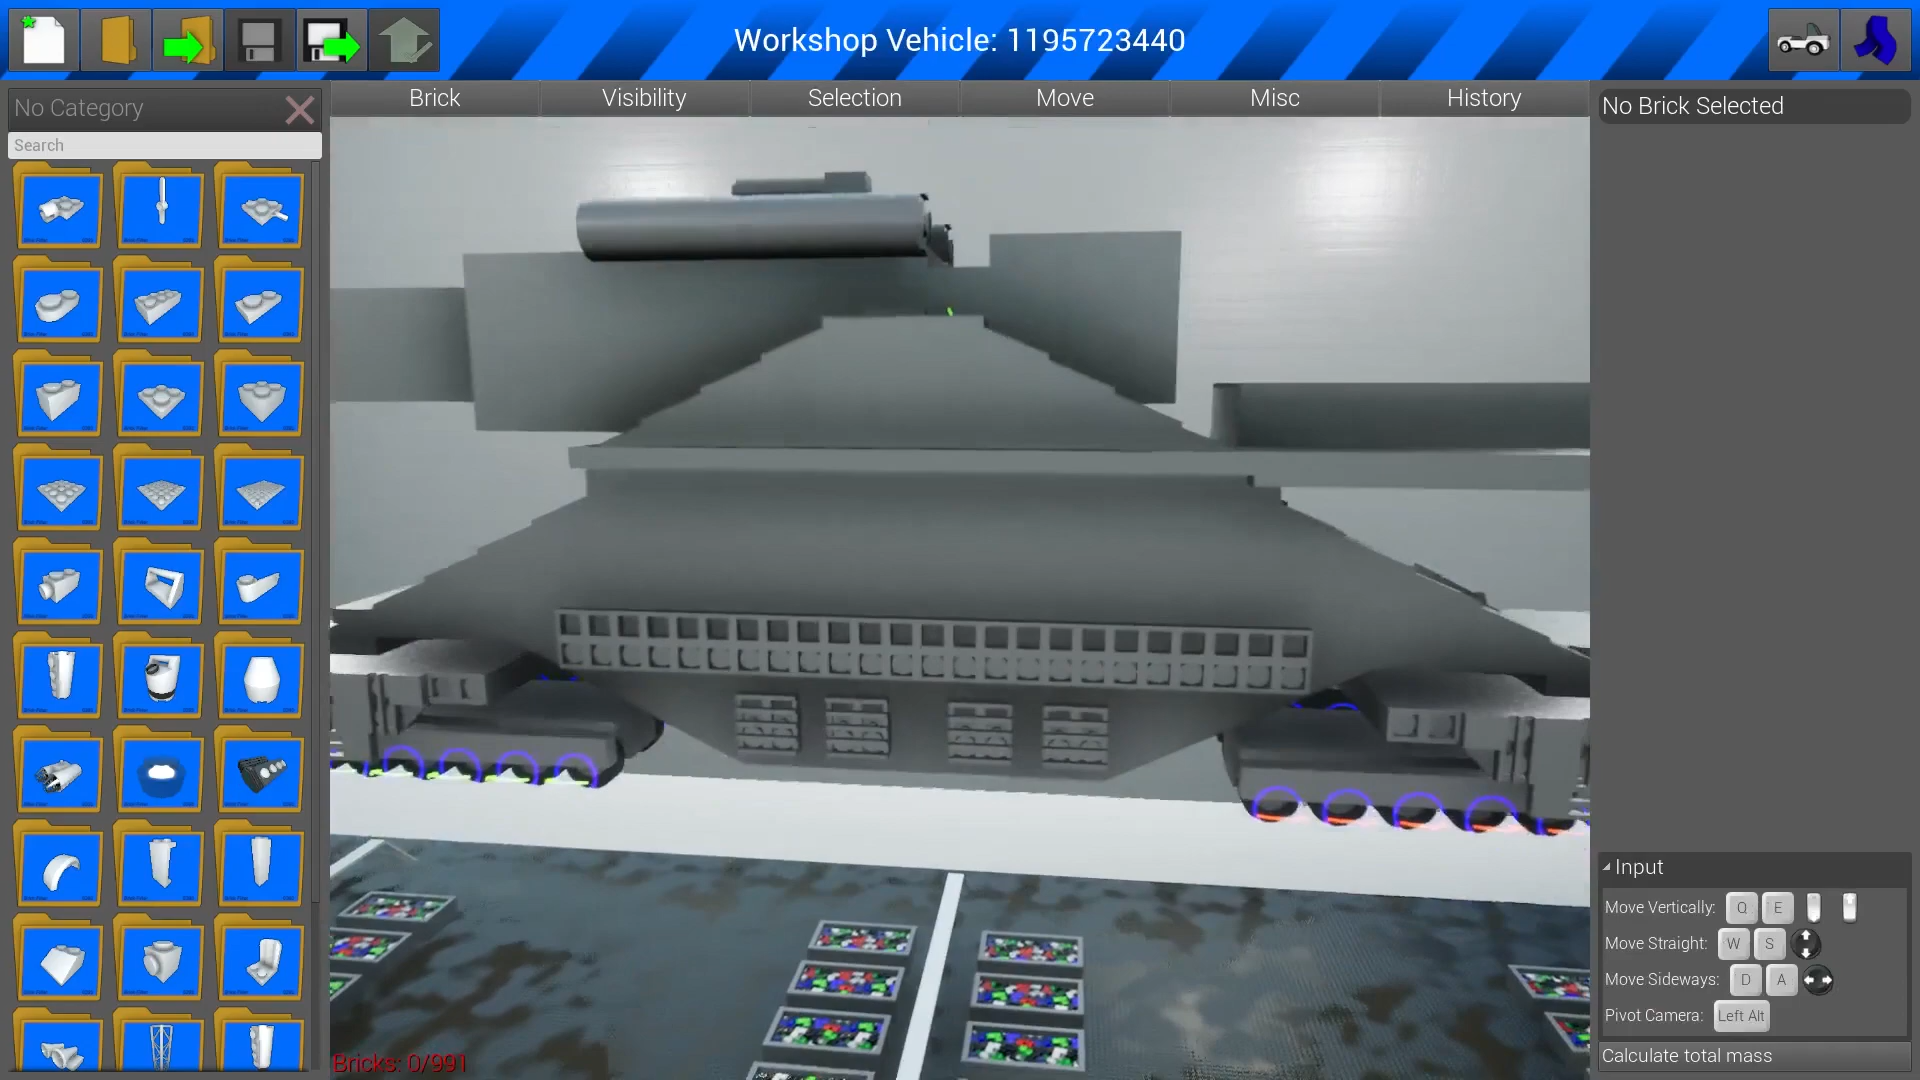 Workshop Vehicle: 1195723440
No Category
Search
Brick
Visibility
Selection
Move
Misc
History
No Brick Selected
Bricks: 0/991
Input
Move Vertically: Q E
Move Straight: W S
Move Sideways: D A
Pivot Camera: Left Alt
Calculate total mass